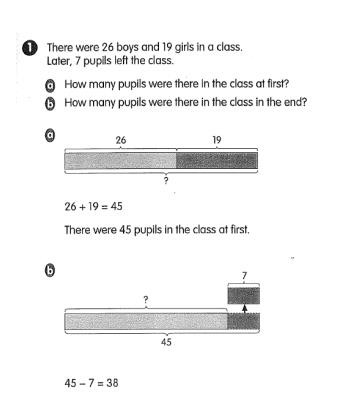 1 There were 26 boys and 19 girls in a class.
Later, 7 pupils left the class.
a How many pupils were there in the class at first?
b How many pupils were there in the class in the end?
a
26 19
?
26 + 19 = 45
There were 45 pupils in the class at first.
b
7
?
45
45 – 7 = 38